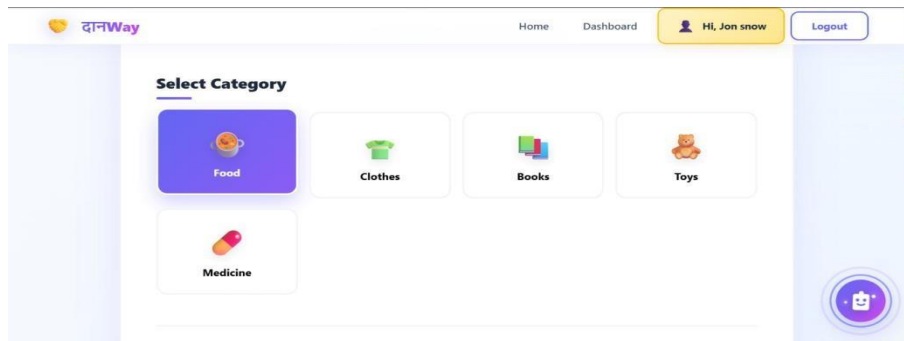 दानWay
Home
Dashboard
Hi, Jon snow
Logout
Select Category
Food
Clothes
Books
Toys
Medicine